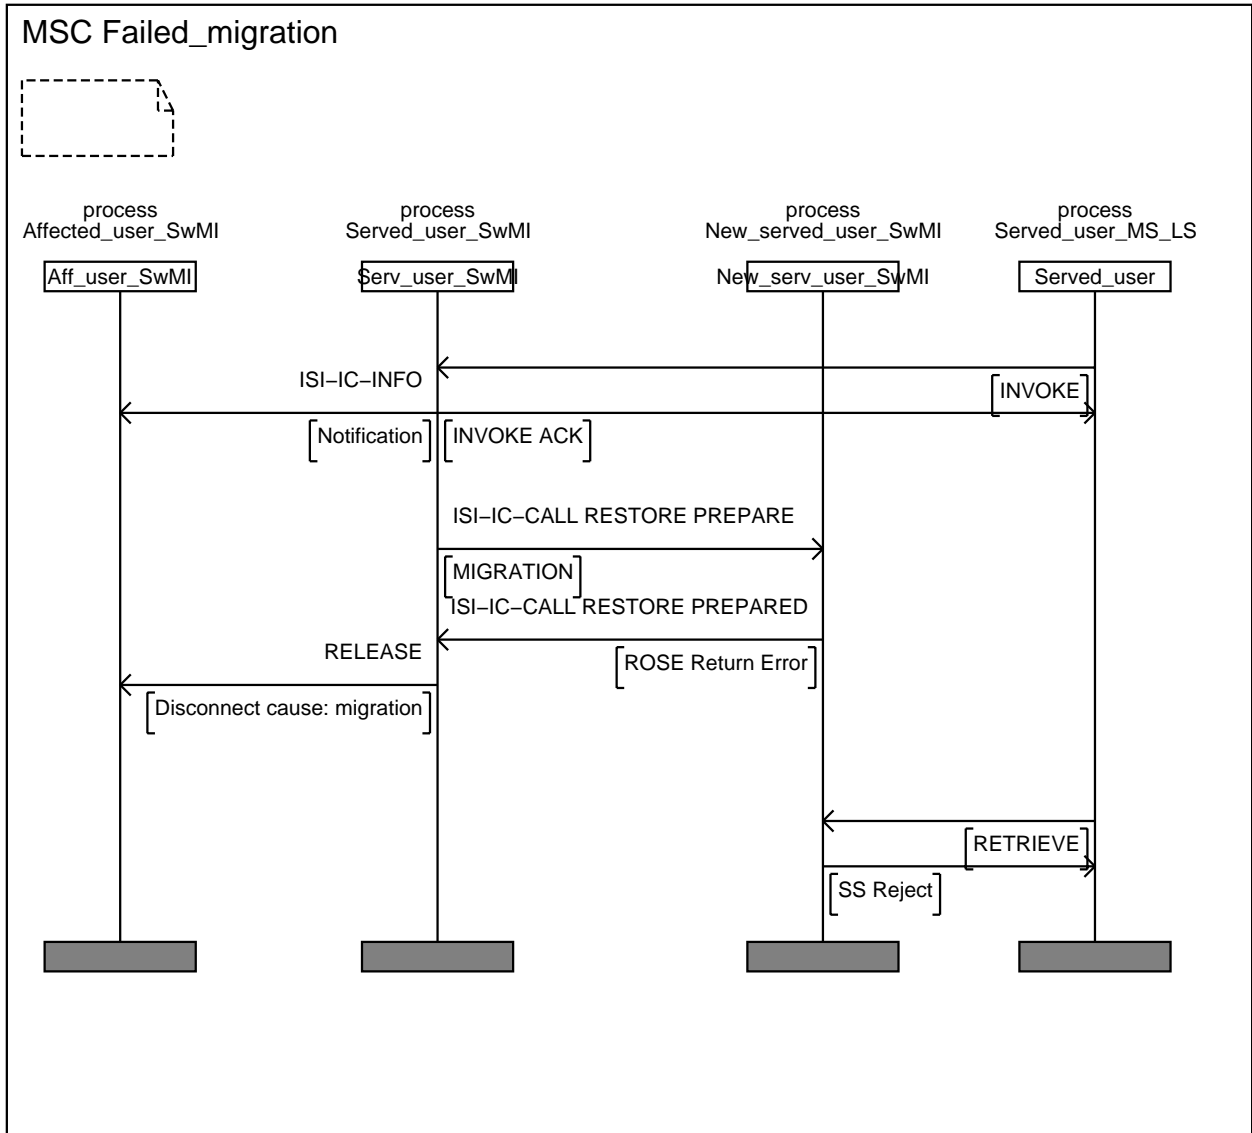 MSC Failed_migration
process
Affected_user_SwMI
process
Served_user_SwMI
process
New_served_user_SwMI
process
Served_user_MS_LS
Aff_user_SwMI
Serv_user_SwMI
New_serv_user_SwMI
Served_user
ISI–IC–INFO
INVOKE
Notification
INVOKE ACK
ISI–IC–CALL RESTORE PREPARE
MIGRATION
ISI–IC–CALL RESTORE PREPARED
RELEASE
ROSE Return Error
Disconnect cause: migration
RETRIEVE
SS Reject